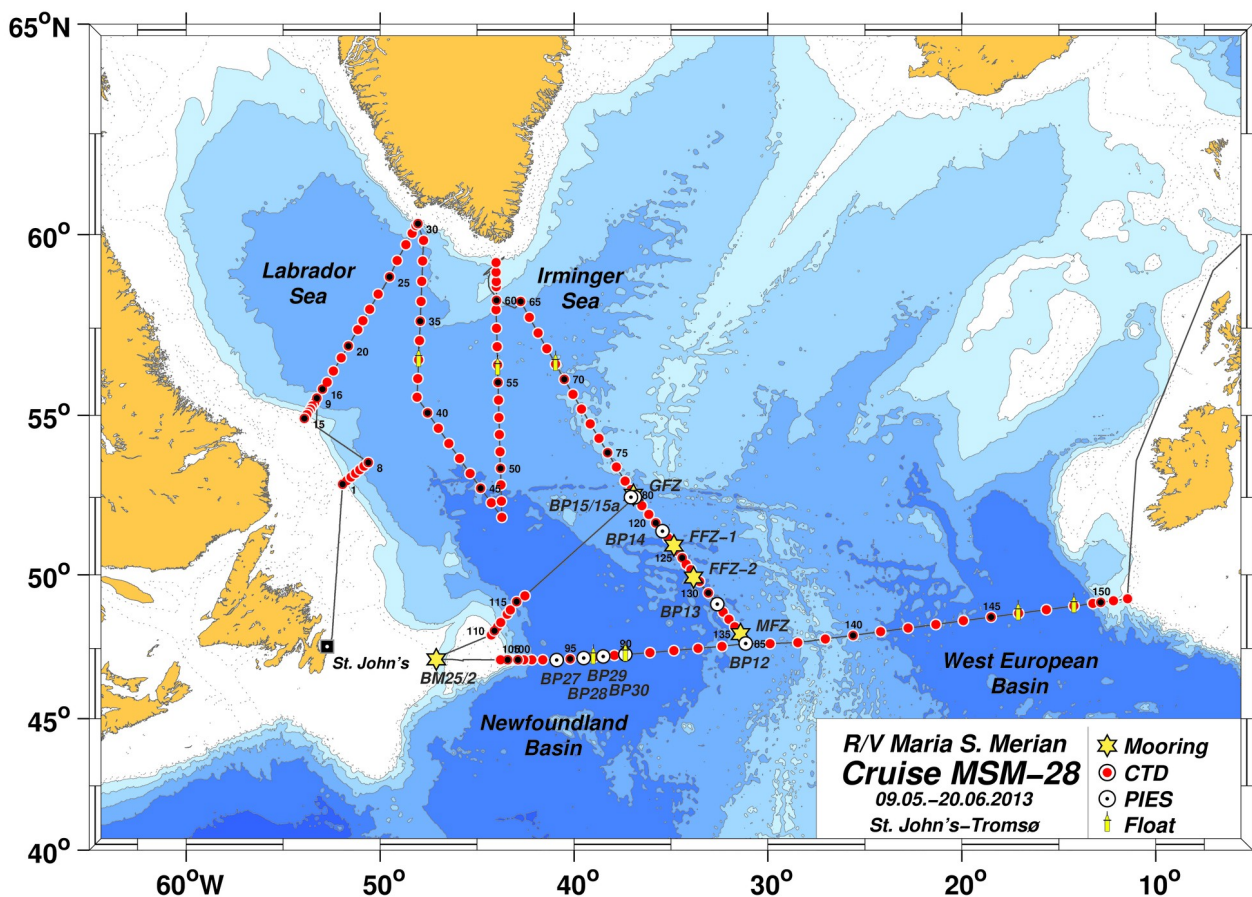 65°N
60°
55°
50°
45°
40°
60°W
50°
40°
30°
20°
10°
Labrador
Sea
Irminger
Sea
30
25
35
20
16
9
15
8
1
40
45
60
65
55
50
70
75
GFZ
80
BP15/15a
120
BP14
FFZ-1
125
FFZ-2
130
BP13
MFZ
135
85
BP12
115
110
105
100
95
90
BM25/2
BP27
BP28
BP29
BP30
140
145
150
St. John's
Newfoundland
Basin
West European
Basin
R/V Maria S. Merian
Cruise MSM-28
09.05.-20.06.2013
St. John's-Tromsø
Mooring
CTD
PIES
Float